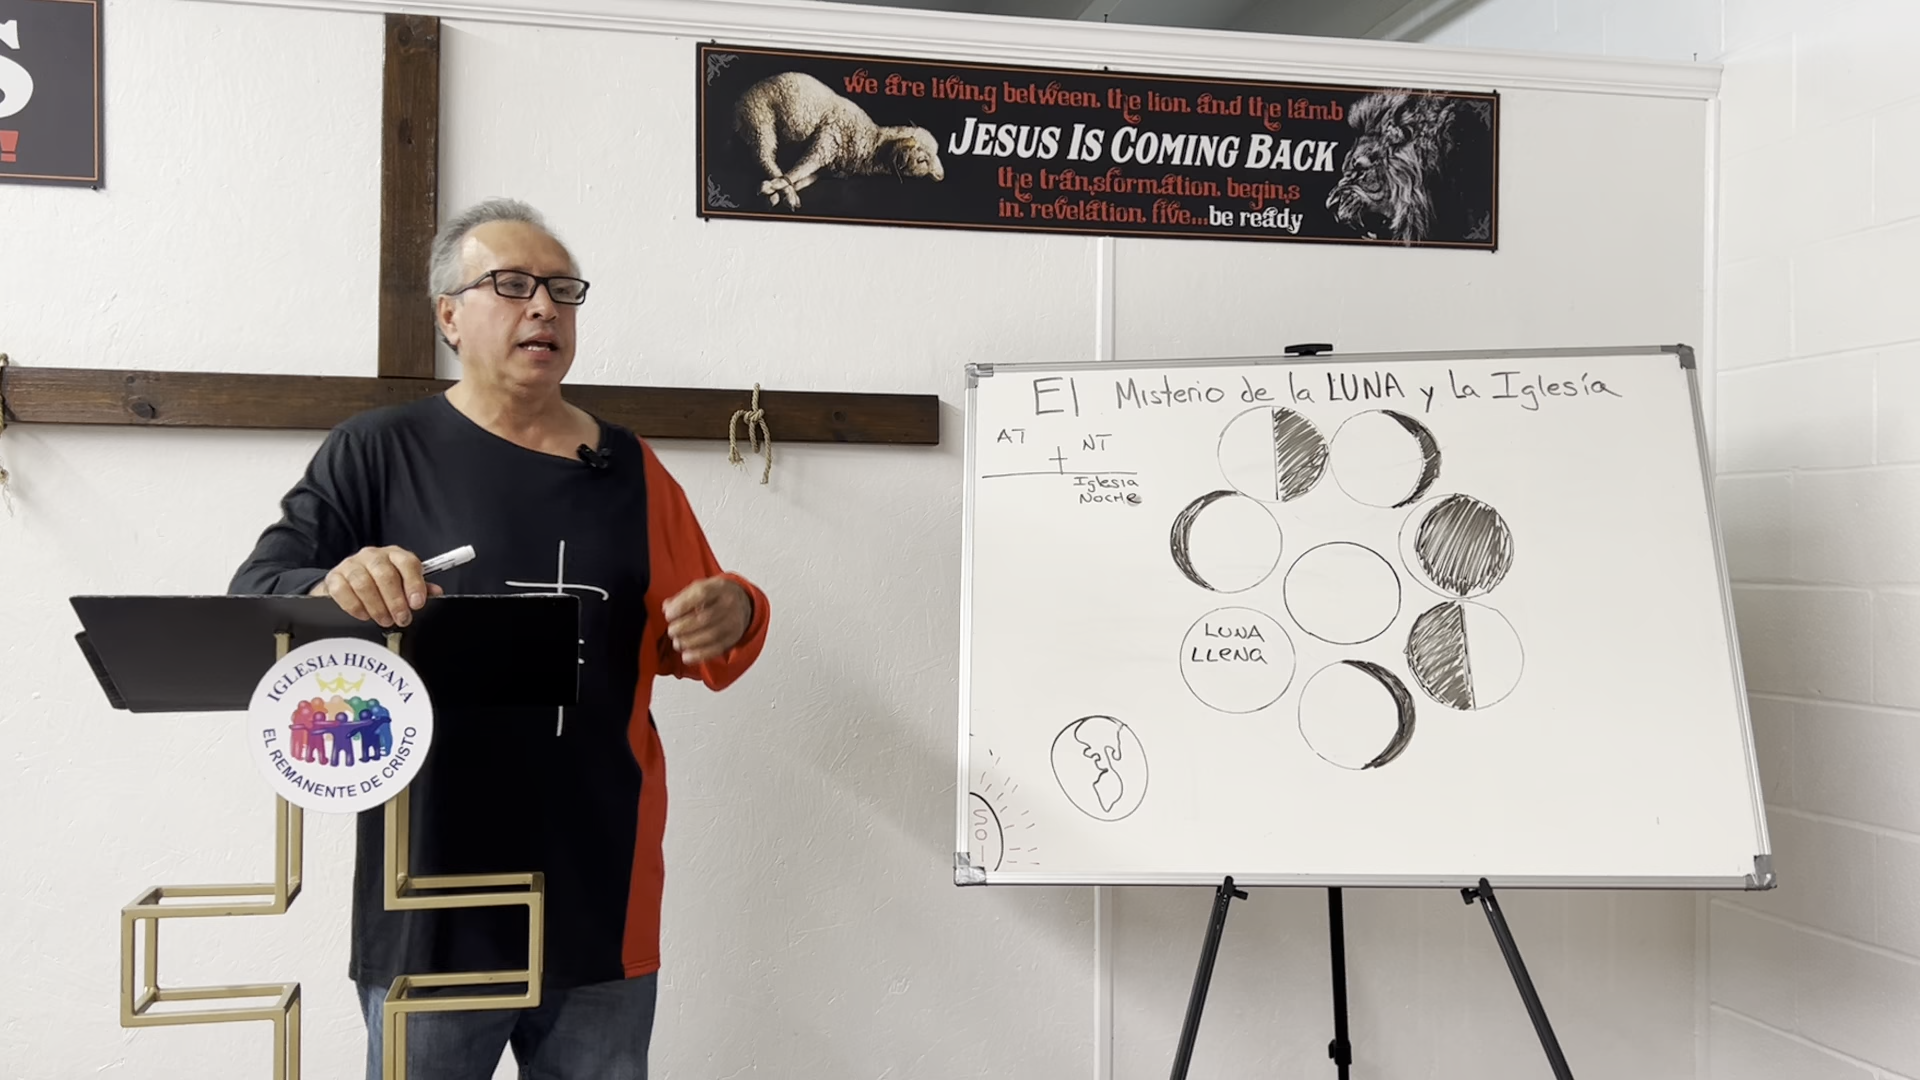 S
!
we are living between the lion and the lamb
JESUS IS COMING BACK
the transformation begins
in revelation five...be ready
El Misterio de la LUNA y La Iglesia
AT
NT
Iglesia
NOCHe
LUNA
LLeNa
SOl
IGLESIA HISPANA
EL REMANENTE DE CRISTO